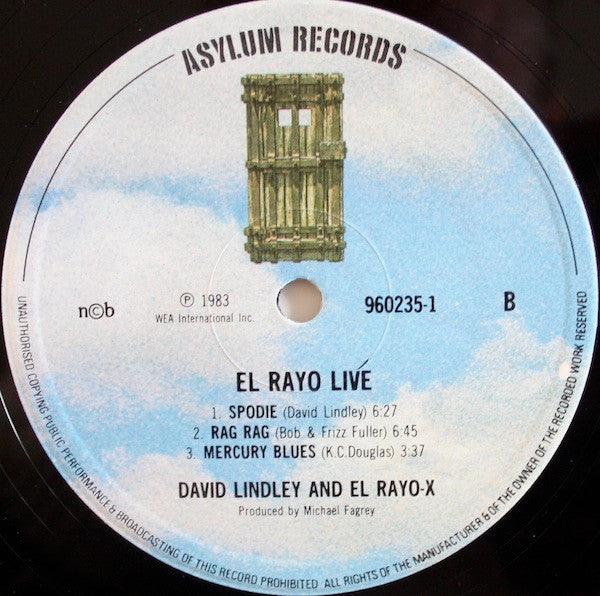 ASYLUM RECORDS
n©b
℗ 1983
WEA International Inc.
960235-1
B
EL RAYO LIVÉ
1. SPODIE (David Lindley) 6:27
2. RAG RAG (Bob & Frizz Fuller) 6:45
3. MERCURY BLUES (K.C.Douglas) 3:37
DAVID LINDLEY AND EL RAYO-X
Produced by Michael Fagrey
UNAUTHORISED COPYING PUBLIC PERFORMANCE & BROADCASTING OF THIS RECORD PROHIBITED ALL RIGHTS OF THE MANUFACTURER & OF THE OWNER OF THE RECORDED WORK RESERVED